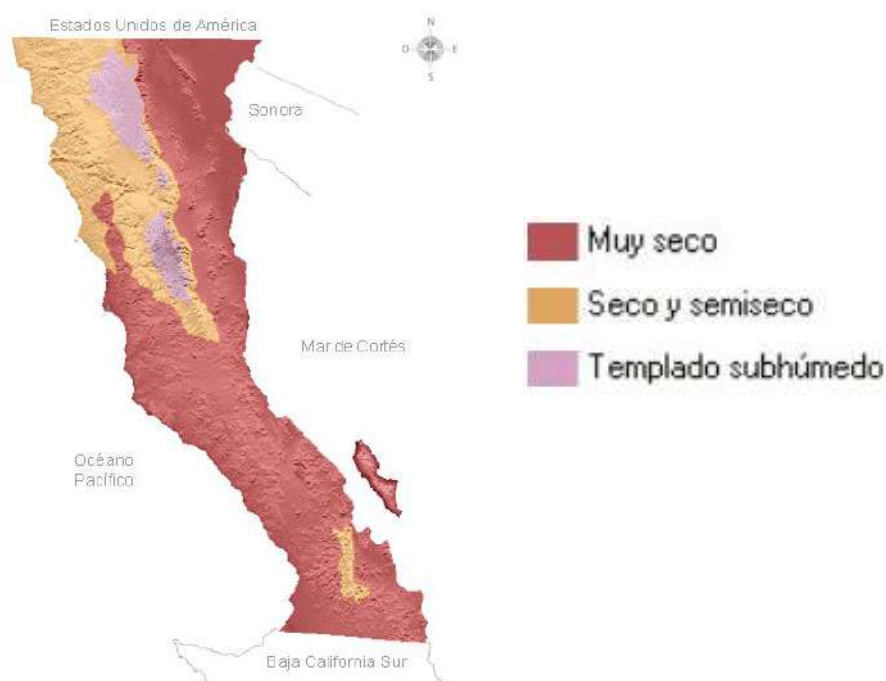 Estados Unidos de América
N
O
E
S
Sonora
Muy seco
Seco y semiseco
Mar de Cortés
Templado subhúmedo
Océano
Pacífico
Baja California Sur